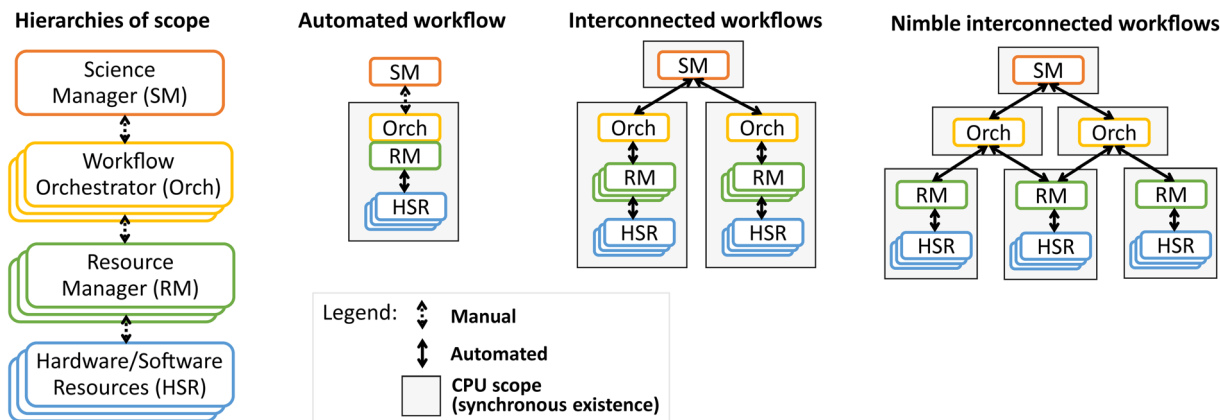 Hierarchies of scope
Science
Manager (SM)
Workflow
Orchestrator (Orch)
Resource
Manager (RM)
Hardware/Software
Resources (HSR)
Automated workflow
SM
Orch
RM
HSR
Interconnected workflows
SM
Orch
Orch
RM
RM
HSR
HSR
Nimble interconnected workflows
SM
Orch
Orch
RM
RM
RM
HSR
HSR
HSR
Legend:
Manual
Automated
CPU scope
(synchronous existence)